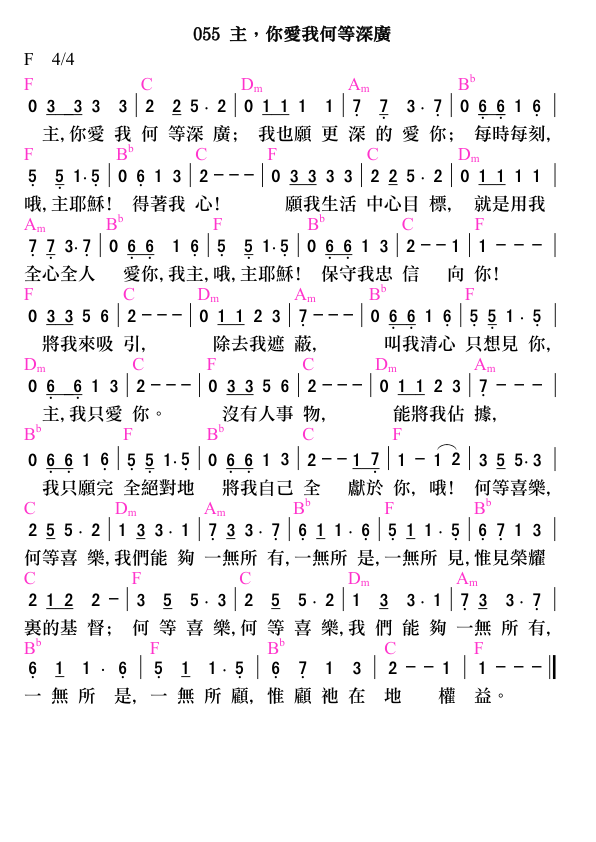 055 主，你愛我何等深廣
F 4/4
F C Dm Am Bb
0 3 3 3 3 | 2 2 5 · 2 | 0 1 1 1 1 | 7 7 3 · 7 | 0 6 6 1 6 |
主,你愛 我 何 等深 廣; 我也願 更 深 的 愛 你; 每時每刻,
F Bb C F C Dm
5 5 1 · 5 | 0 6 1 3 | 2 - - - | 0 3 3 3 3 | 2 2 5 · 2 | 0 1 1 1 1 |
哦,主耶穌! 得著我 心! 願我生活 中心目 標, 就是用我
Am Bb F Bb C F
7 7 3 · 7 | 0 6 6 1 6 | 5 5 1 · 5 | 0 6 6 1 3 | 2 - - 1 | 1 - - - |
全心全人 愛你,我主,哦,主耶穌! 保守我忠 信 向 你!
F C Dm Am Bb F
0 3 3 5 6 | 2 - - - | 0 1 1 2 3 | 7 - - - | 0 6 6 1 6 | 5 5 1 · 5 |
將我來吸 引, 除去我遮 蔽, 叫我清心 只想見 你,
Dm C F C Dm Am
0 6 6 1 3 | 2 - - - | 0 3 3 5 6 | 2 - - - | 0 1 1 2 3 | 7 - - - |
主,我只愛 你。 沒有人事 物, 能將我佔 據,
Bb F Bb C F
0 6 6 1 6 | 5 5 1 · 5 | 0 6 6 1 3 | 2 - - 1 7 | 1 - 1 2 | 3 5 5 · 3 |
我只願完 全絕對地 將我自己 全 獻於 你, 哦! 何等喜樂,
C Dm Am Bb F Bb
2 5 5 · 2 | 1 3 3 · 1 | 7 3 3 · 7 | 6 1 1 · 6 | 5 1 1 · 5 | 6 7 1 3 |
何等喜 樂,我們能 夠 一無所 有,一無所 是,一無所 見,惟見榮耀
C F C Dm Am
2 1 2 2 - | 3 5 5 · 3 | 2 5 5 · 2 | 1 3 3 · 1 | 7 3 3 · 7 |
裏的基 督; 何 等 喜 樂,何 等 喜 樂,我 們 能 夠 一無 所 有,
Bb F Bb C F
6 1 1 · 6 | 5 1 1 · 5 | 6 7 1 3 | 2 - - 1 | 1 - - - ‖
一 無 所 是, 一 無 所 顧, 惟 顧 祂 在 地 權 益。